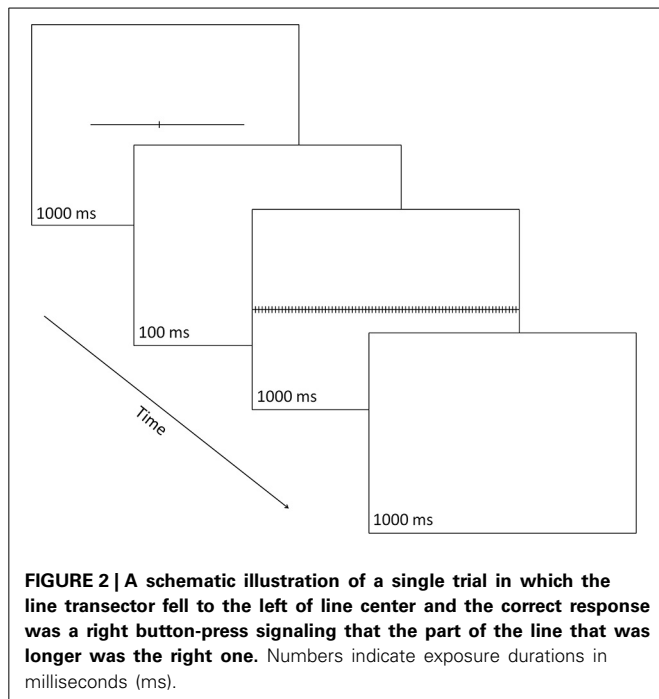 1000 ms
100 ms
1000 ms
1000 ms
Time
FIGURE 2 | A schematic illustration of a single trial in which the
line transector fell to the left of line center and the correct response
was a right button-press signaling that the part of the line that was
longer was the right one. Numbers indicate exposure durations in
milliseconds (ms).